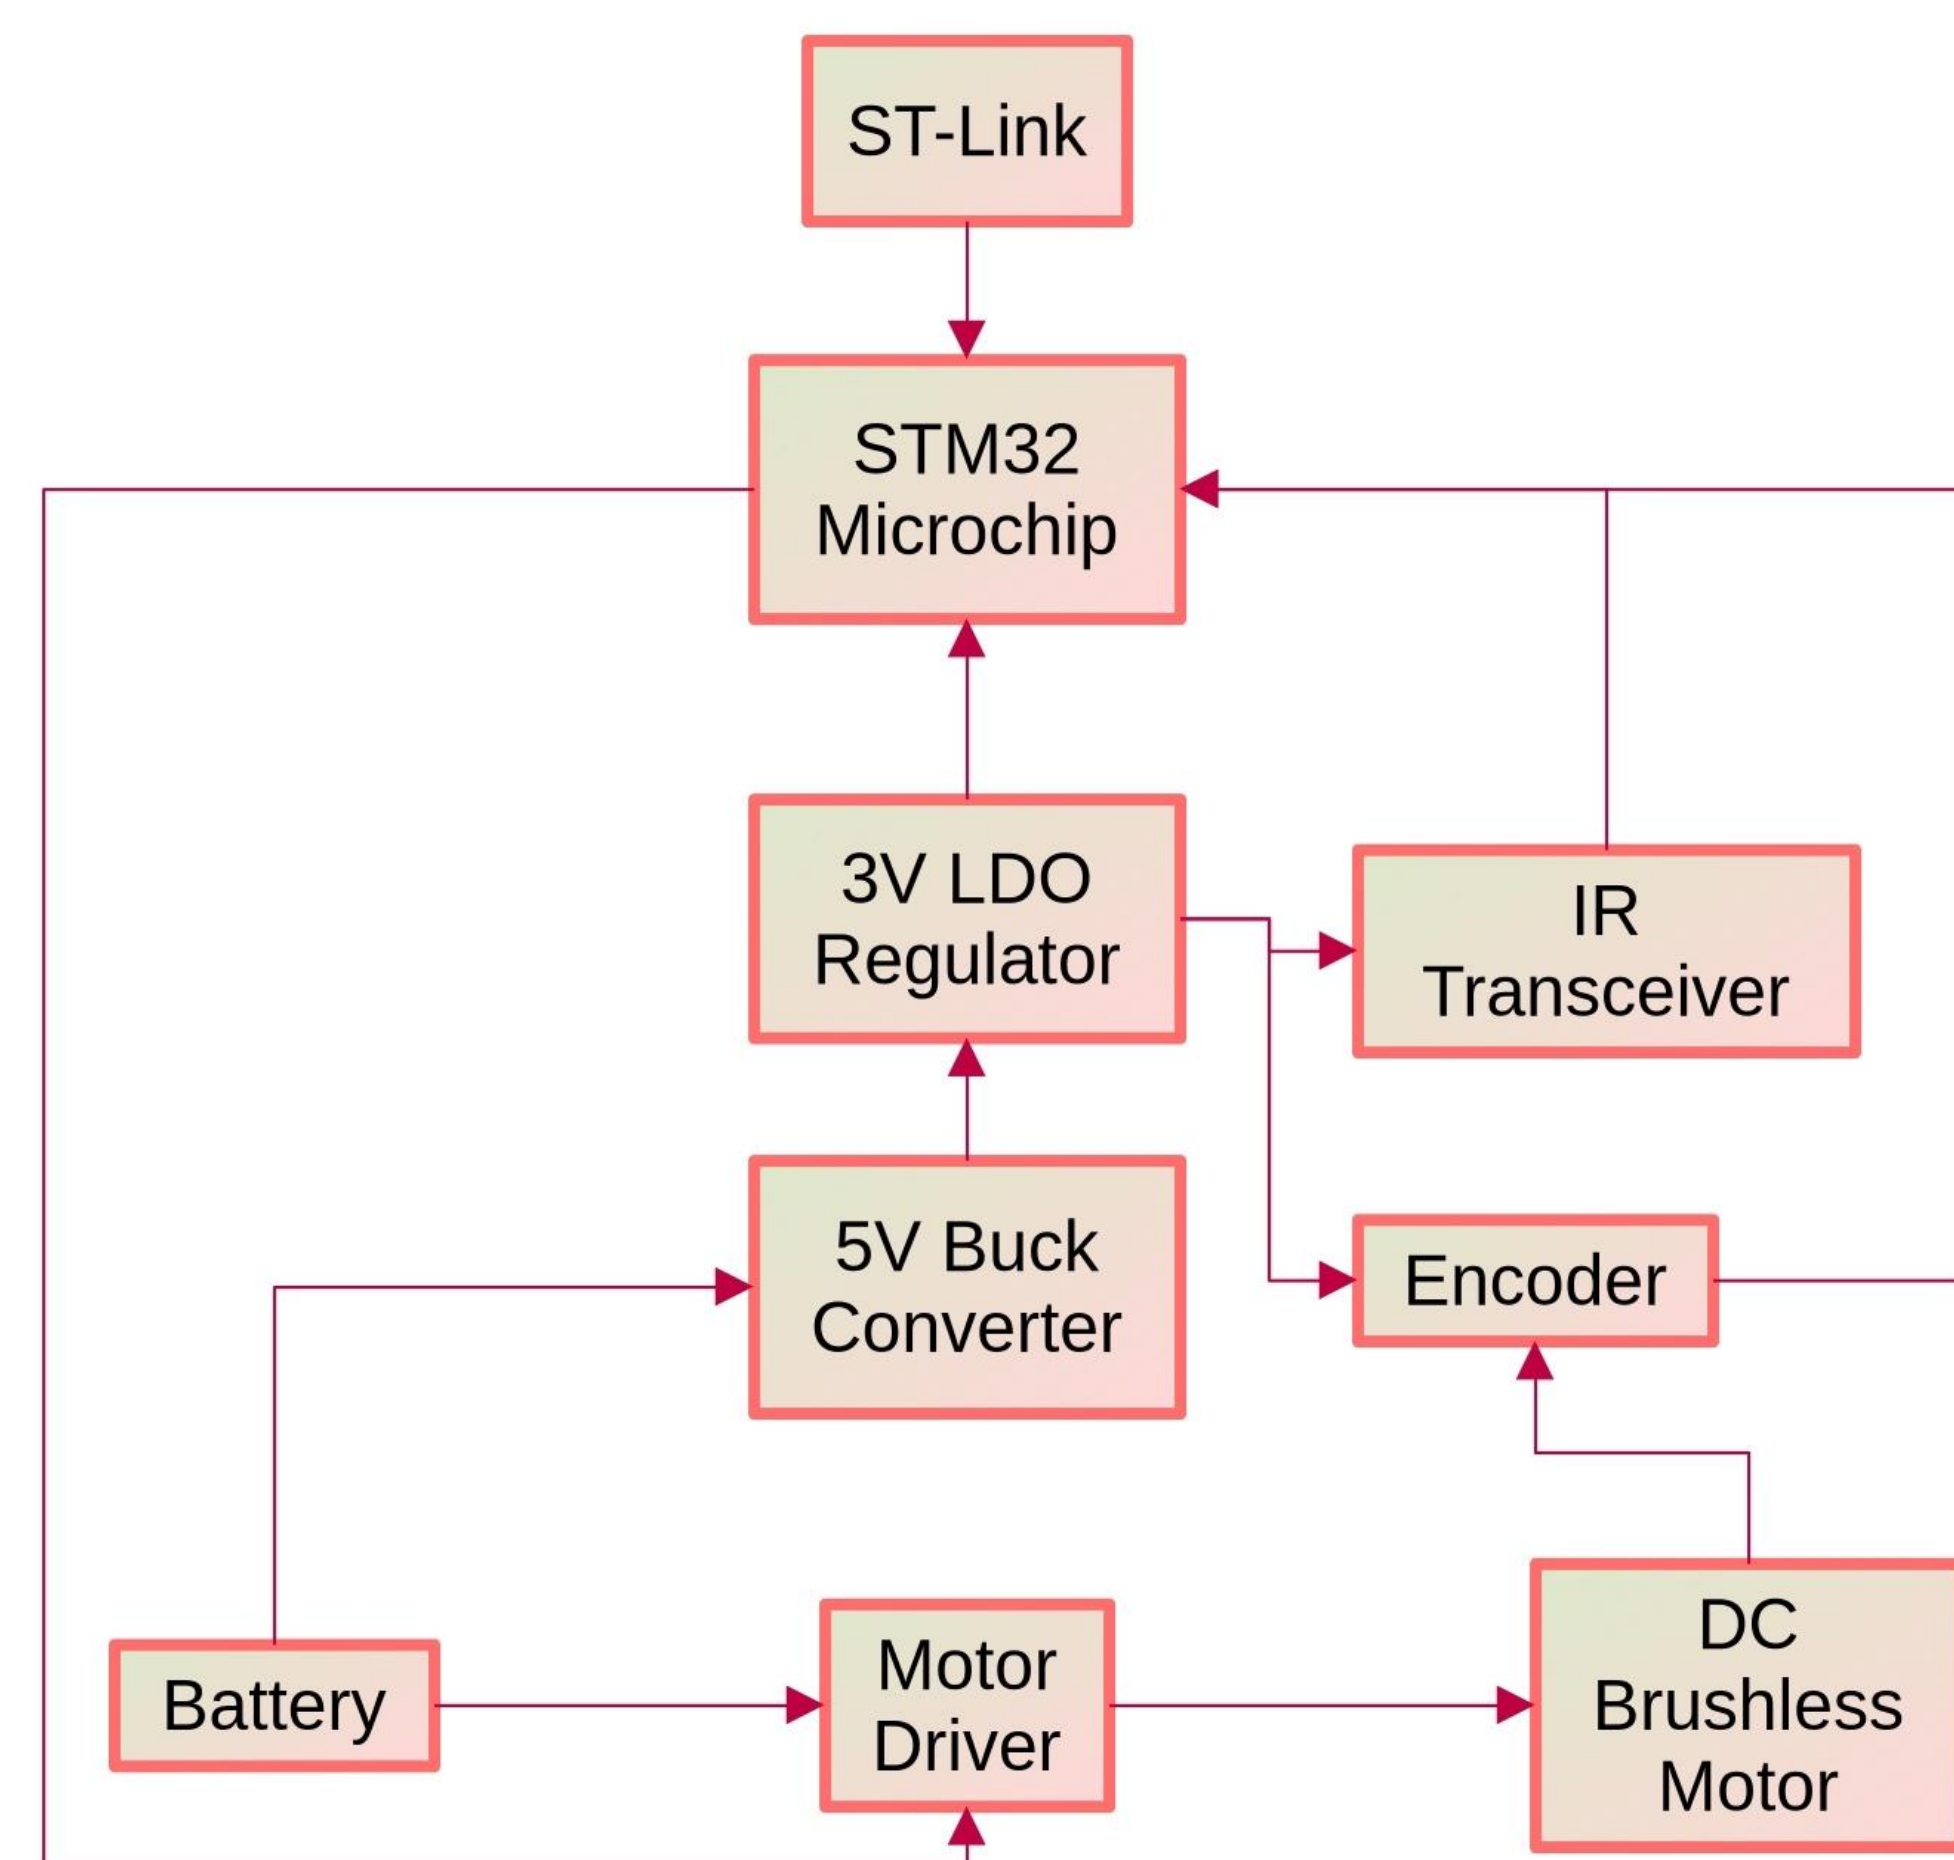 ST-Link
STM32
Microchip
3V LDO
Regulator
IR
Transceiver
5V Buck
Converter
Encoder
Battery
Motor
Driver
DC
Brushless
Motor